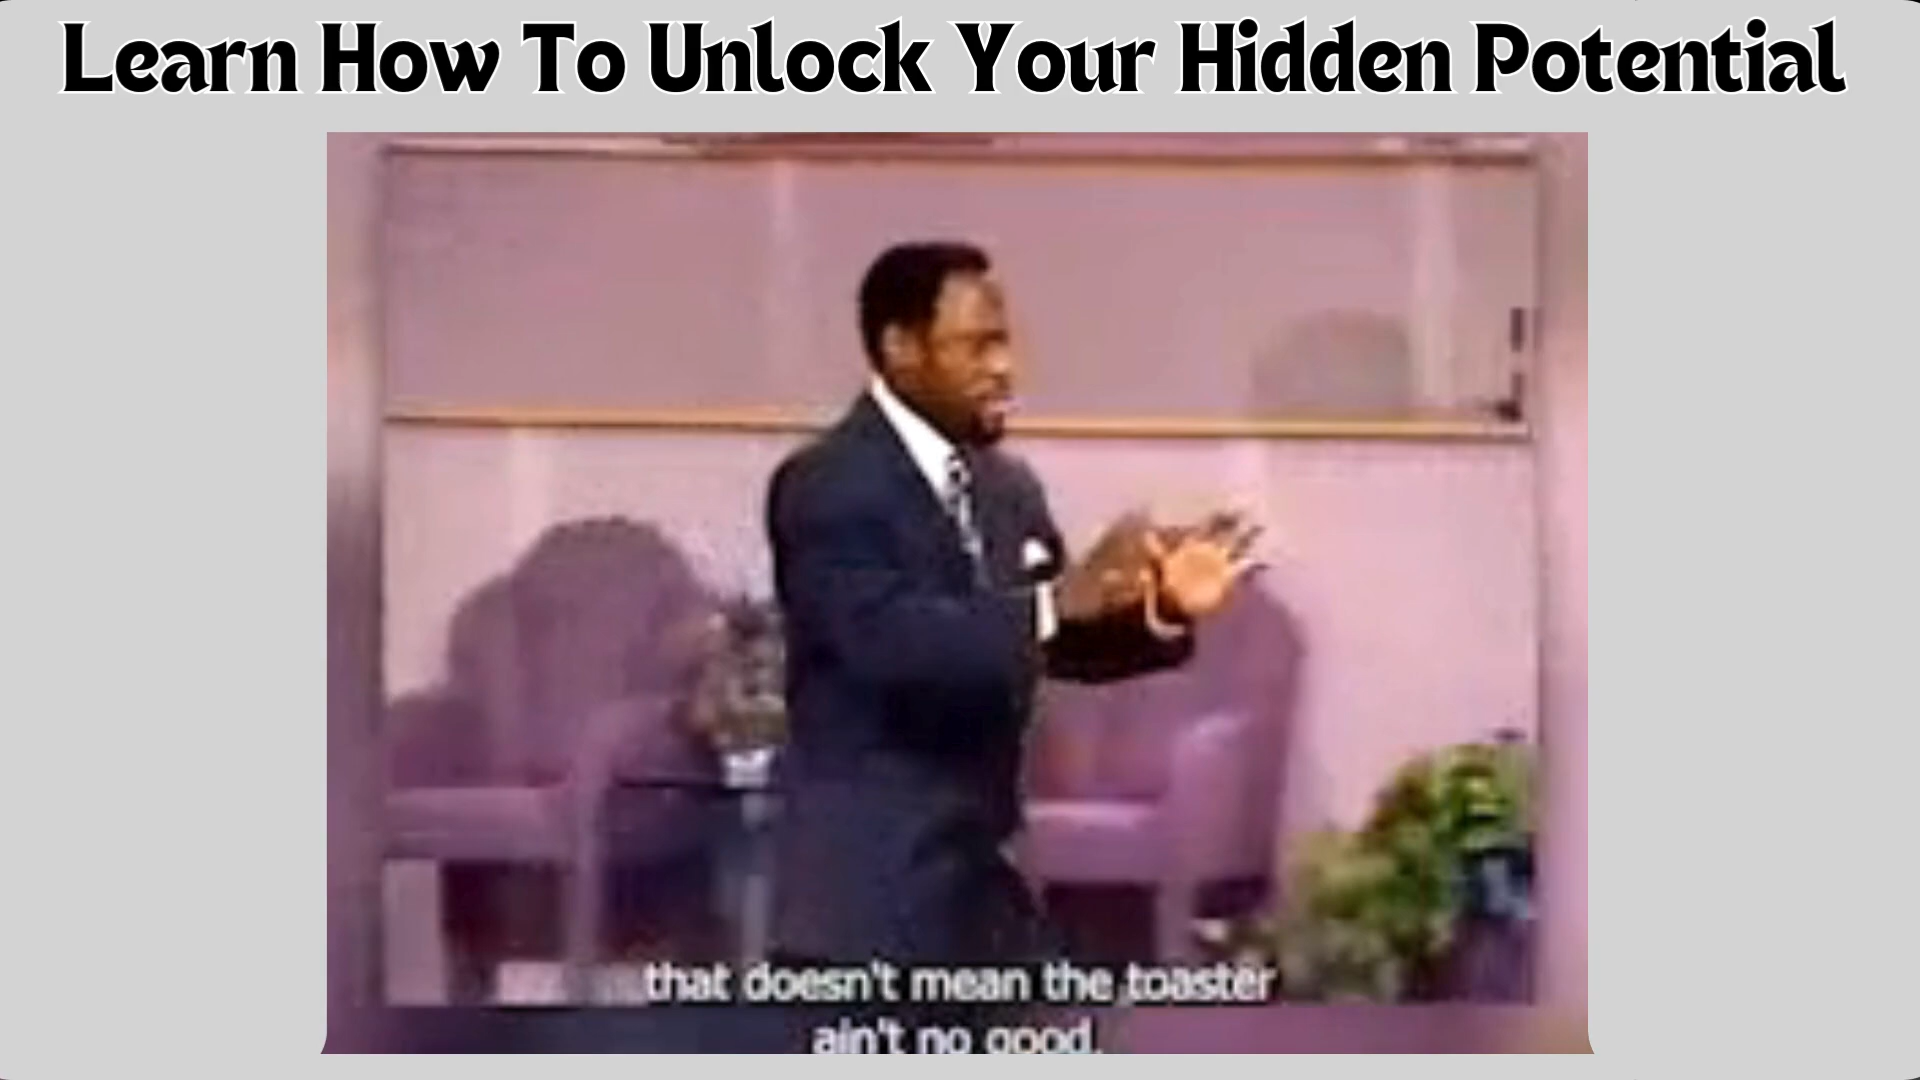 Learn How To Unlock Your Hidden Potential
that doesn't mean the toaster
ain't no good.